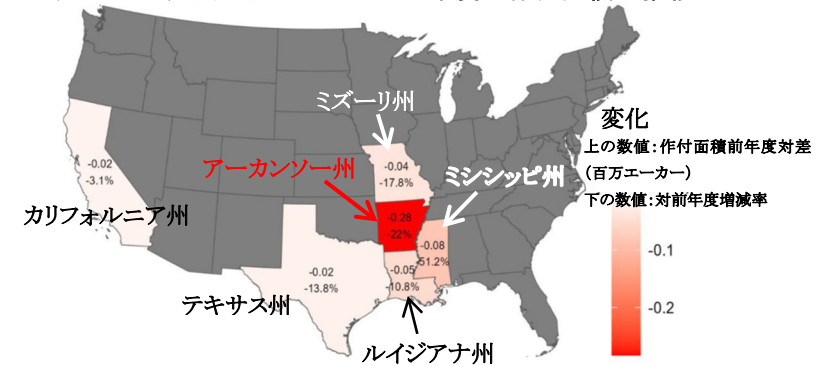 ミズーリ州
変化
上の数値：作付面積前年度対差
（百万エーカー）
下の数値：対前年度増減率
アーカンソー州
ミシシッピ州
-0.02
-3.1%
-0.04
-17.8%
カリフォルニア州
-0.28
-22%
-0.08
-51.2%
-0.05
-10.8%
-0.02
-13.8%
テキサス州
ルイジアナ州
-0.1
-0.2